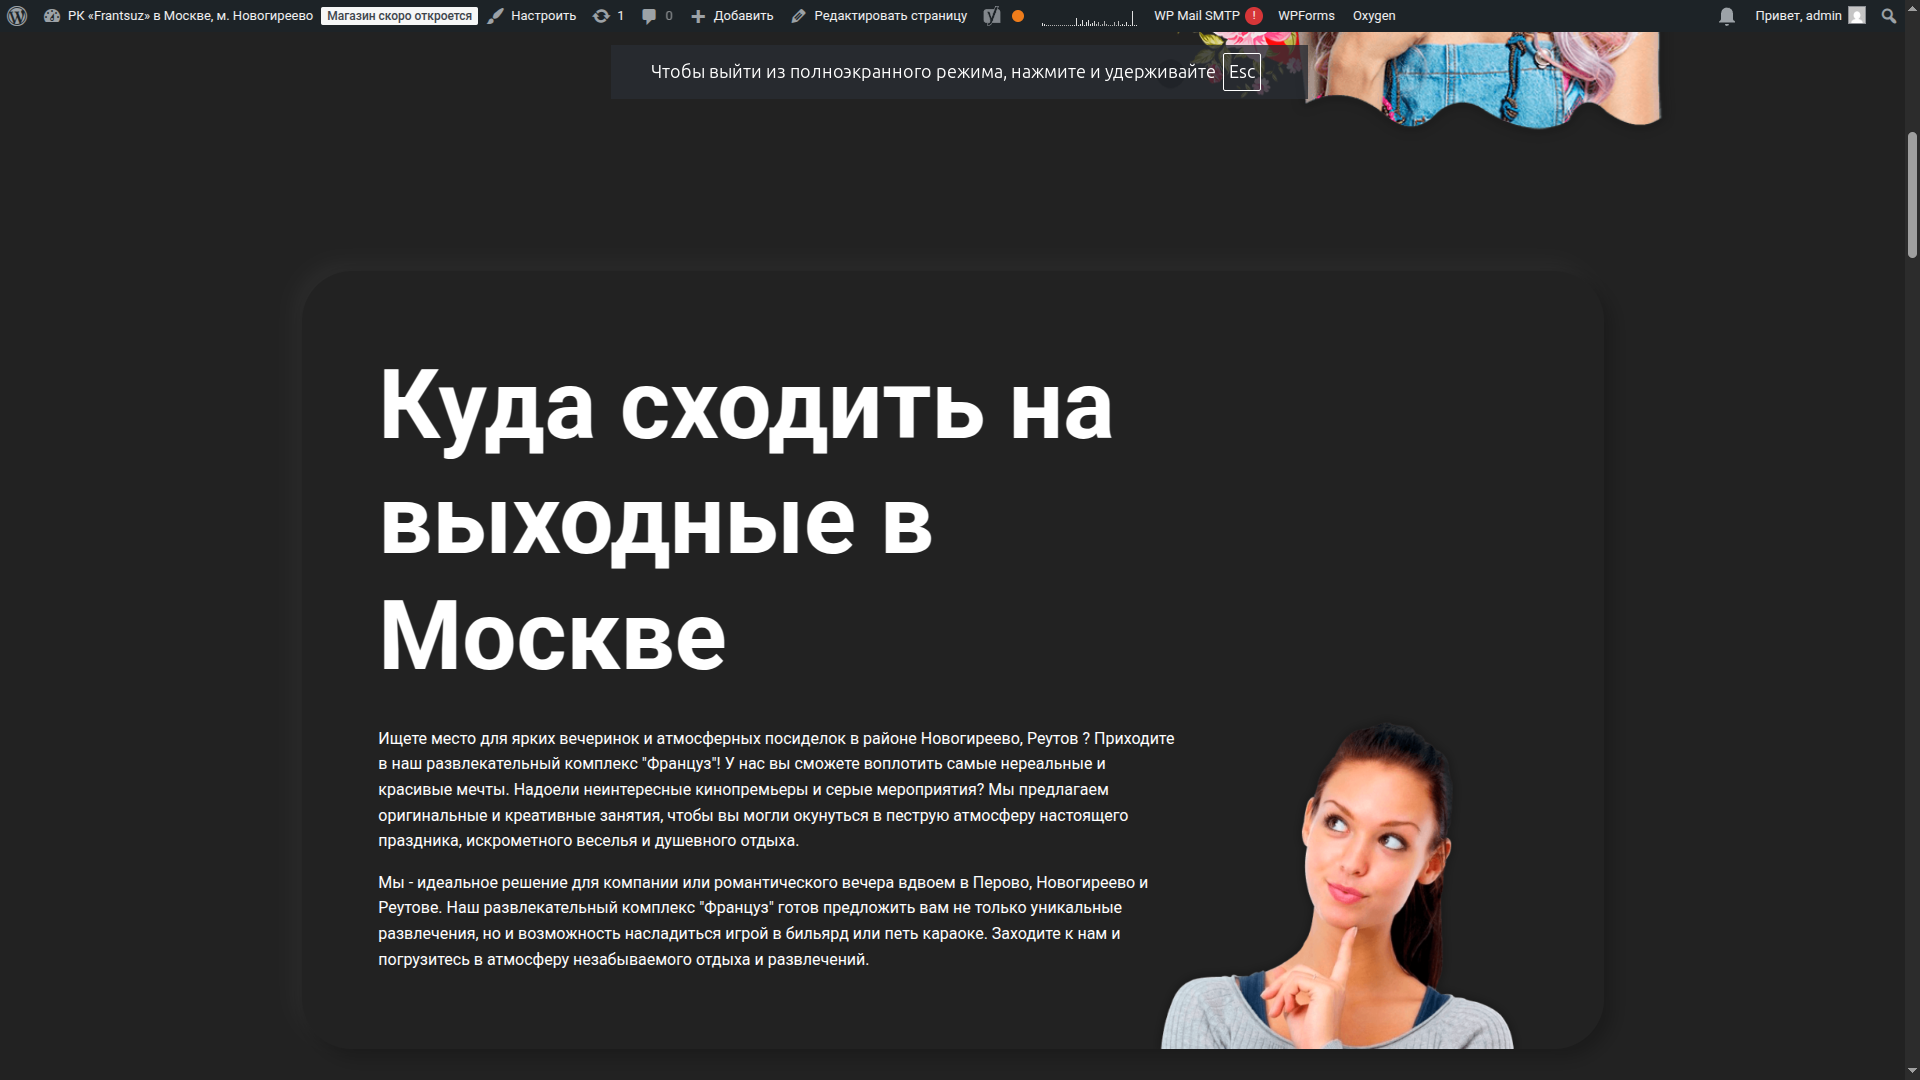 РК «Frantsuz» в Москве, м. Новогиреево Магазин скоро откроется Настроить 1 0 Добавить Редактировать страницу WP Mail SMTP ! WPForms Oxygen Привет, admin
Чтобы выйти из полноэкранного режима, нажмите и удерживайте Esc
Куда сходить на
выходные в
Москве
Ищете место для ярких вечеринок и атмосферных посиделок в районе Новогиреево, Реутов ? Приходите
в наш развлекательный комплекс "Француз"! У нас вы сможете воплотить самые нереальные и
красивые мечты. Надоели неинтересные кинопремьеры и серые мероприятия? Мы предлагаем
оригинальные и креативные занятия, чтобы вы могли окунуться в пеструю атмосферу настоящего
праздника, искрометного веселья и душевного отдыха.
Мы - идеальное решение для компании или романтического вечера вдвоем в Перово, Новогиреево и
Реутове. Наш развлекательный комплекс "Француз" готов предложить вам не только уникальные
развлечения, но и возможность насладиться игрой в бильярд или петь караоке. Заходите к нам и
погрузитесь в атмосферу незабываемого отдыха и развлечений.